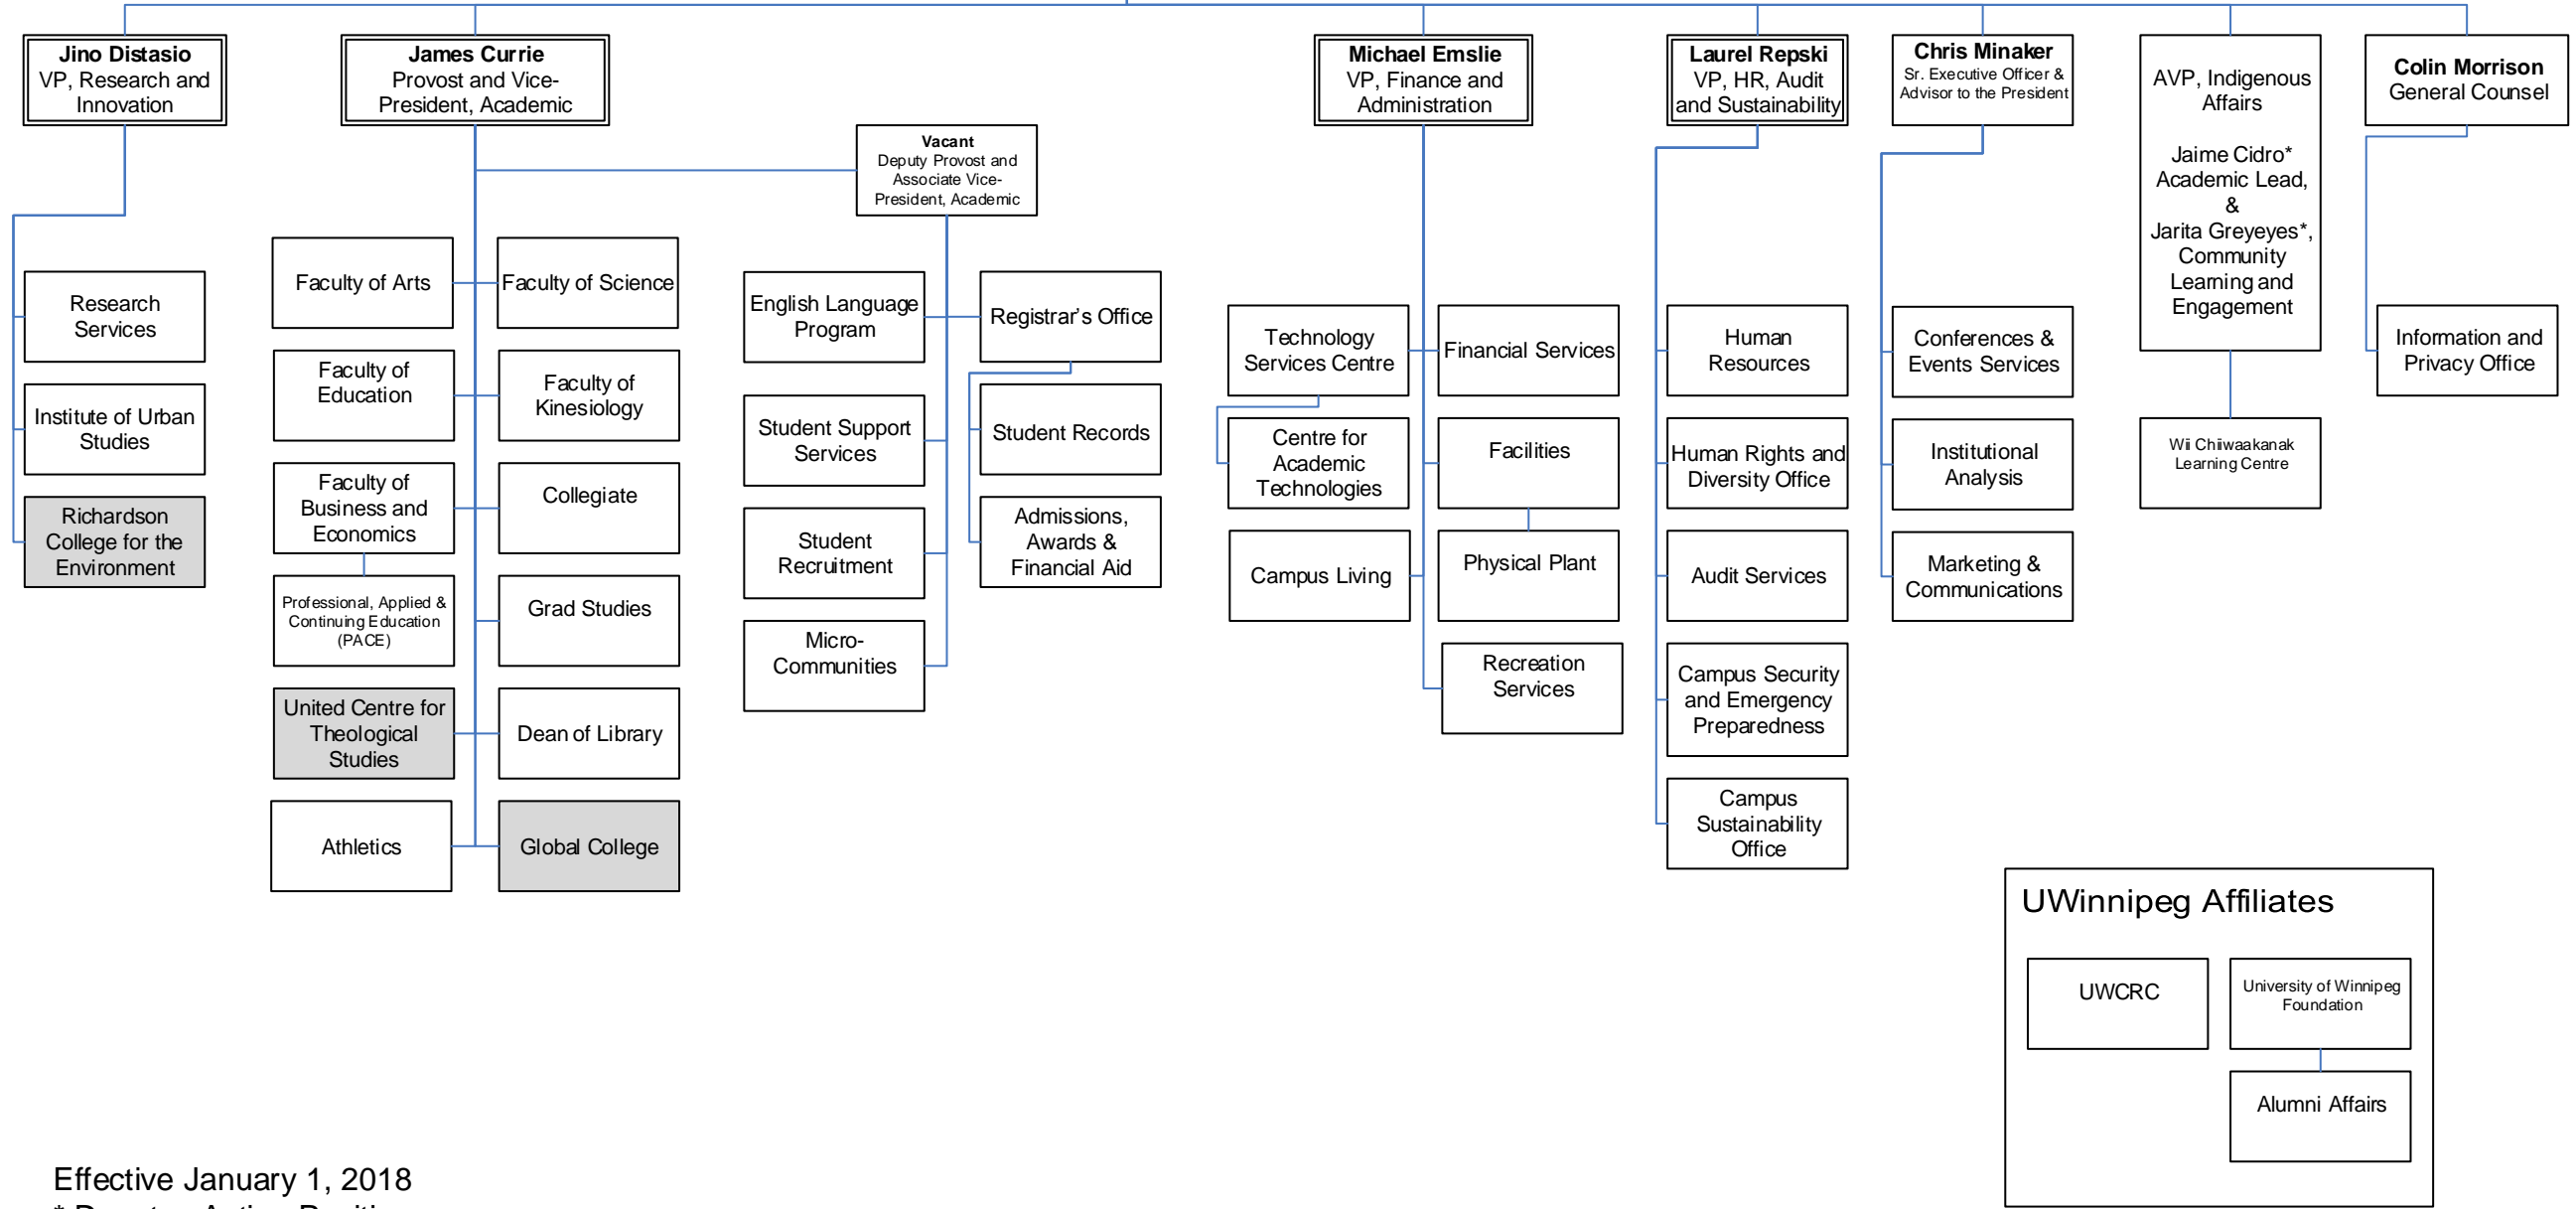 Jino Distasio
VP, Research and
Innovation
James Currie
Provost and Vice-
President, Academic
Michael Emslie
VP, Finance and
Administration
Laurel Repski
VP, HR, Audit
and Sustainability
Chris Minaker
Sr. Executive Officer &
Advisor to the President
AVP, Indigenous
Affairs
Jaime Cidro*
Academic Lead,
&
Jarita Greyeyes*,
Community
Learning and
Engagement
Colin Morrison
General Counsel
Vacant
Deputy Provost and
Associate Vice-
President, Academic
Research
Services
Institute of Urban
Studies
Richardson
College for the
Environment
Faculty of Arts
Faculty of Science
Faculty of
Education
Faculty of
Kinesiology
Faculty of
Business and
Economics
Collegiate
Professional, Applied &
Continuing Education
(PACE)
Grad Studies
United Centre for
Theological
Studies
Dean of Library
Athletics
Global College
English Language
Program
Registrar's Office
Student Support
Services
Student Records
Student
Recruitment
Admissions,
Awards &
Financial Aid
Micro-
Communities
Technology
Services Centre
Financial Services
Centre for
Academic
Technologies
Facilities
Campus Living
Physical Plant
Recreation
Services
Human
Resources
Human Rights and
Diversity Office
Audit Services
Campus Security
and Emergency
Preparedness
Campus
Sustainability
Office
Conferences &
Events Services
Institutional
Analysis
Marketing &
Communications
Wii Chiiwaakanak
Learning Centre
Information and
Privacy Office
UWinnipeg Affiliates
UWCRC
University of Winnipeg
Foundation
Alumni Affairs
Effective January 1, 2018